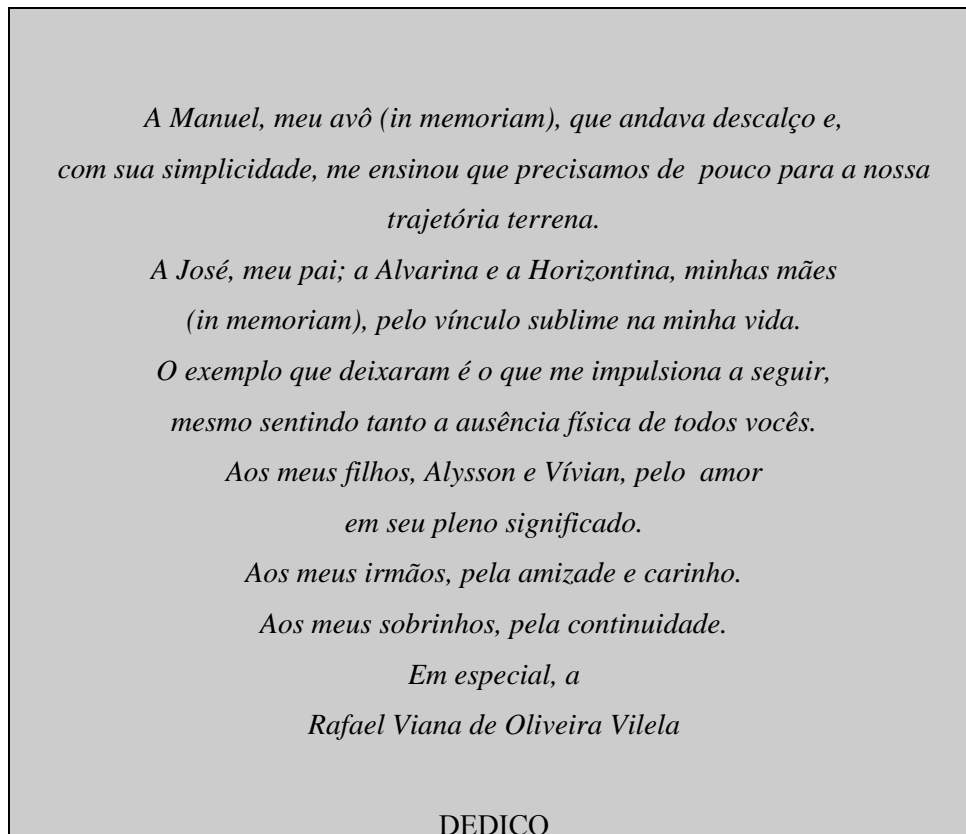 A Manuel, meu avô (in memoriam), que andava descalço e,
com sua simplicidade, me ensinou que precisamos de pouco para a nossa
trajetória terrena.
A José, meu pai; a Alvarina e a Horizontina, minhas mães
(in memoriam), pelo vínculo sublime na minha vida.
O exemplo que deixaram é o que me impulsiona a seguir,
mesmo sentindo tanto a ausência física de todos vocês.
Aos meus filhos, Alysson e Vívian, pelo amor
em seu pleno significado.
Aos meus irmãos, pela amizade e carinho.
Aos meus sobrinhos, pela continuidade.
Em especial, a
Rafael Viana de Oliveira Vilela
DEDICO